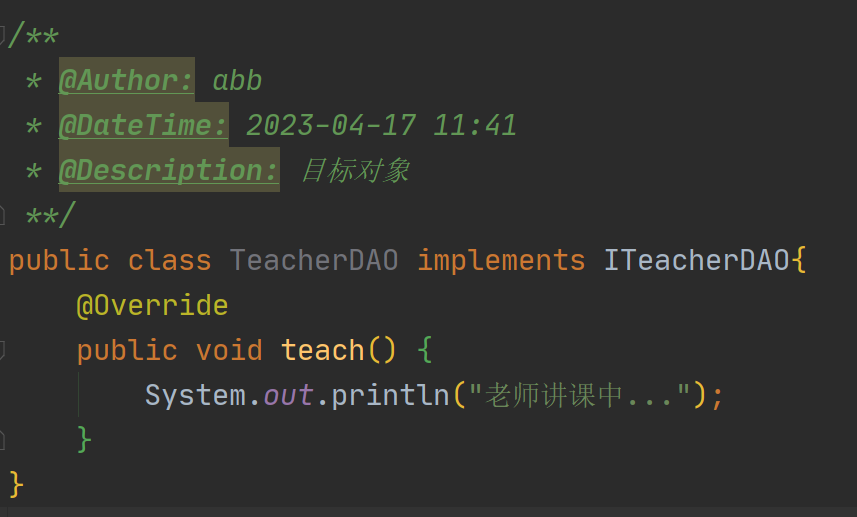 /**
 * @Author: abb
 * @DateTime: 2023-04-17 11:41
 * @Description: 目标对象
 **/
public class TeacherDAO implements ITeacherDAO{
    @Override
    public void teach() {
        System.out.println("老师讲课中...");
    }
}